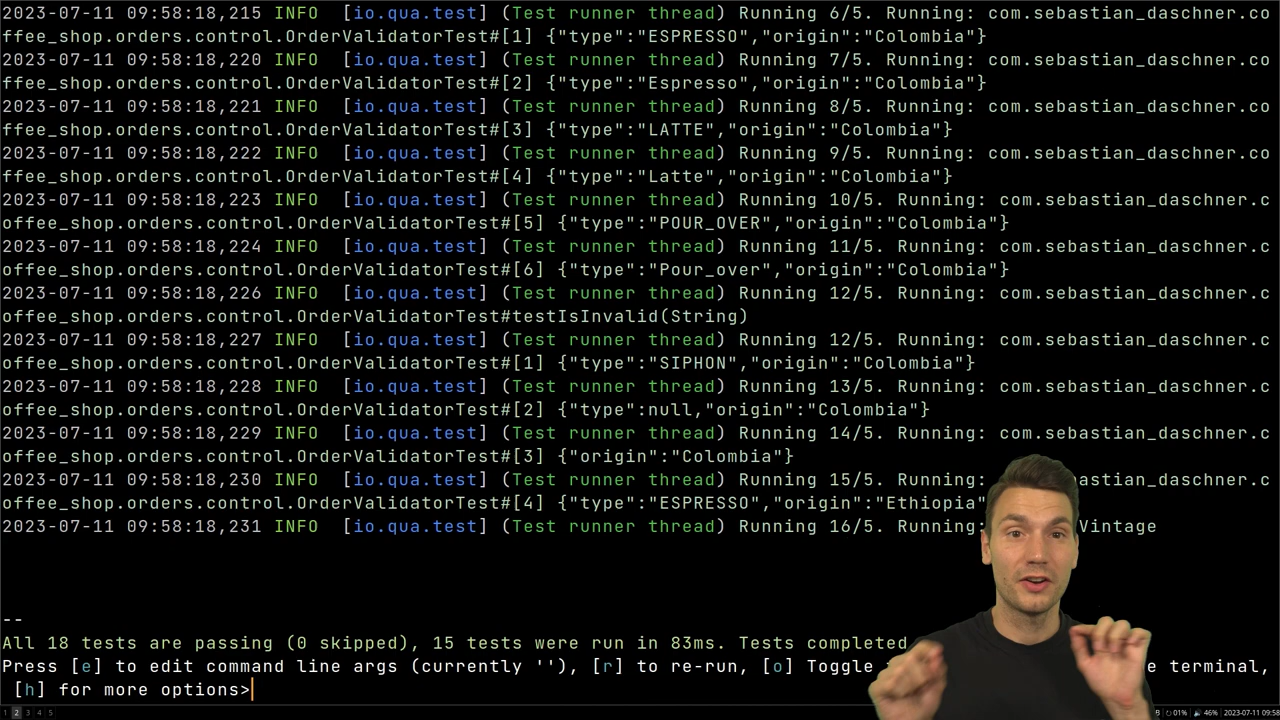 2023-07-11 09:58:18,215 INFO  [io.qua.test] (Test runner thread) Running 6/5. Running: com.sebastian_daschner.co
ffee_shop.orders.control.OrderValidatorTest#[1] {"type":"ESPRESSO","origin":"Colombia"}
2023-07-11 09:58:18,220 INFO  [io.qua.test] (Test runner thread) Running 7/5. Running: com.sebastian_daschner.co
ffee_shop.orders.control.OrderValidatorTest#[2] {"type":"Espresso","origin":"Colombia"}
2023-07-11 09:58:18,221 INFO  [io.qua.test] (Test runner thread) Running 8/5. Running: com.sebastian_daschner.co
ffee_shop.orders.control.OrderValidatorTest#[3] {"type":"LATTE","origin":"Colombia"}
2023-07-11 09:58:18,222 INFO  [io.qua.test] (Test runner thread) Running 9/5. Running: com.sebastian_daschner.co
ffee_shop.orders.control.OrderValidatorTest#[4] {"type":"Latte","origin":"Colombia"}
2023-07-11 09:58:18,223 INFO  [io.qua.test] (Test runner thread) Running 10/5. Running: com.sebastian_daschner.c
offee_shop.orders.control.OrderValidatorTest#[5] {"type":"POUR_OVER","origin":"Colombia"}
2023-07-11 09:58:18,224 INFO  [io.qua.test] (Test runner thread) Running 11/5. Running: com.sebastian_daschner.c
offee_shop.orders.control.OrderValidatorTest#[6] {"type":"Pour_over","origin":"Colombia"}
2023-07-11 09:58:18,226 INFO  [io.qua.test] (Test runner thread) Running 12/5. Running: com.sebastian_daschner.c
offee_shop.orders.control.OrderValidatorTest#testIsInvalid(String)
2023-07-11 09:58:18,227 INFO  [io.qua.test] (Test runner thread) Running 12/5. Running: com.sebastian_daschner.c
offee_shop.orders.control.OrderValidatorTest#[1] {"type":"SIPHON","origin":"Colombia"}
2023-07-11 09:58:18,228 INFO  [io.qua.test] (Test runner thread) Running 13/5. Running: com.sebastian_daschner.c
offee_shop.orders.control.OrderValidatorTest#[2] {"type":null,"origin":"Colombia"}
2023-07-11 09:58:18,229 INFO  [io.qua.test] (Test runner thread) Running 14/5. Running: com.sebastian_daschner.c
offee_shop.orders.control.OrderValidatorTest#[3] {"origin":"Colombia"}
2023-07-11 09:58:18,230 INFO  [io.qua.test] (Test runner thread) Running 15/5. Running: astian_daschner.c
offee_shop.orders.control.OrderValidatorTest#[4] {"type":"ESPRESSO","origin":"Ethiopia"
2023-07-11 09:58:18,231 INFO  [io.qua.test] (Test runner thread) Running 16/5. Running: Vintage
--
All 18 tests are passing (0 skipped), 15 tests were run in 83ms. Tests completed
Press [e] to edit command line args (currently ''), [r] to re-run, [o] Toggle e terminal,
[h] for more options>
1 2 3 4 5 B 01% 46% 2023-07-11 09:58